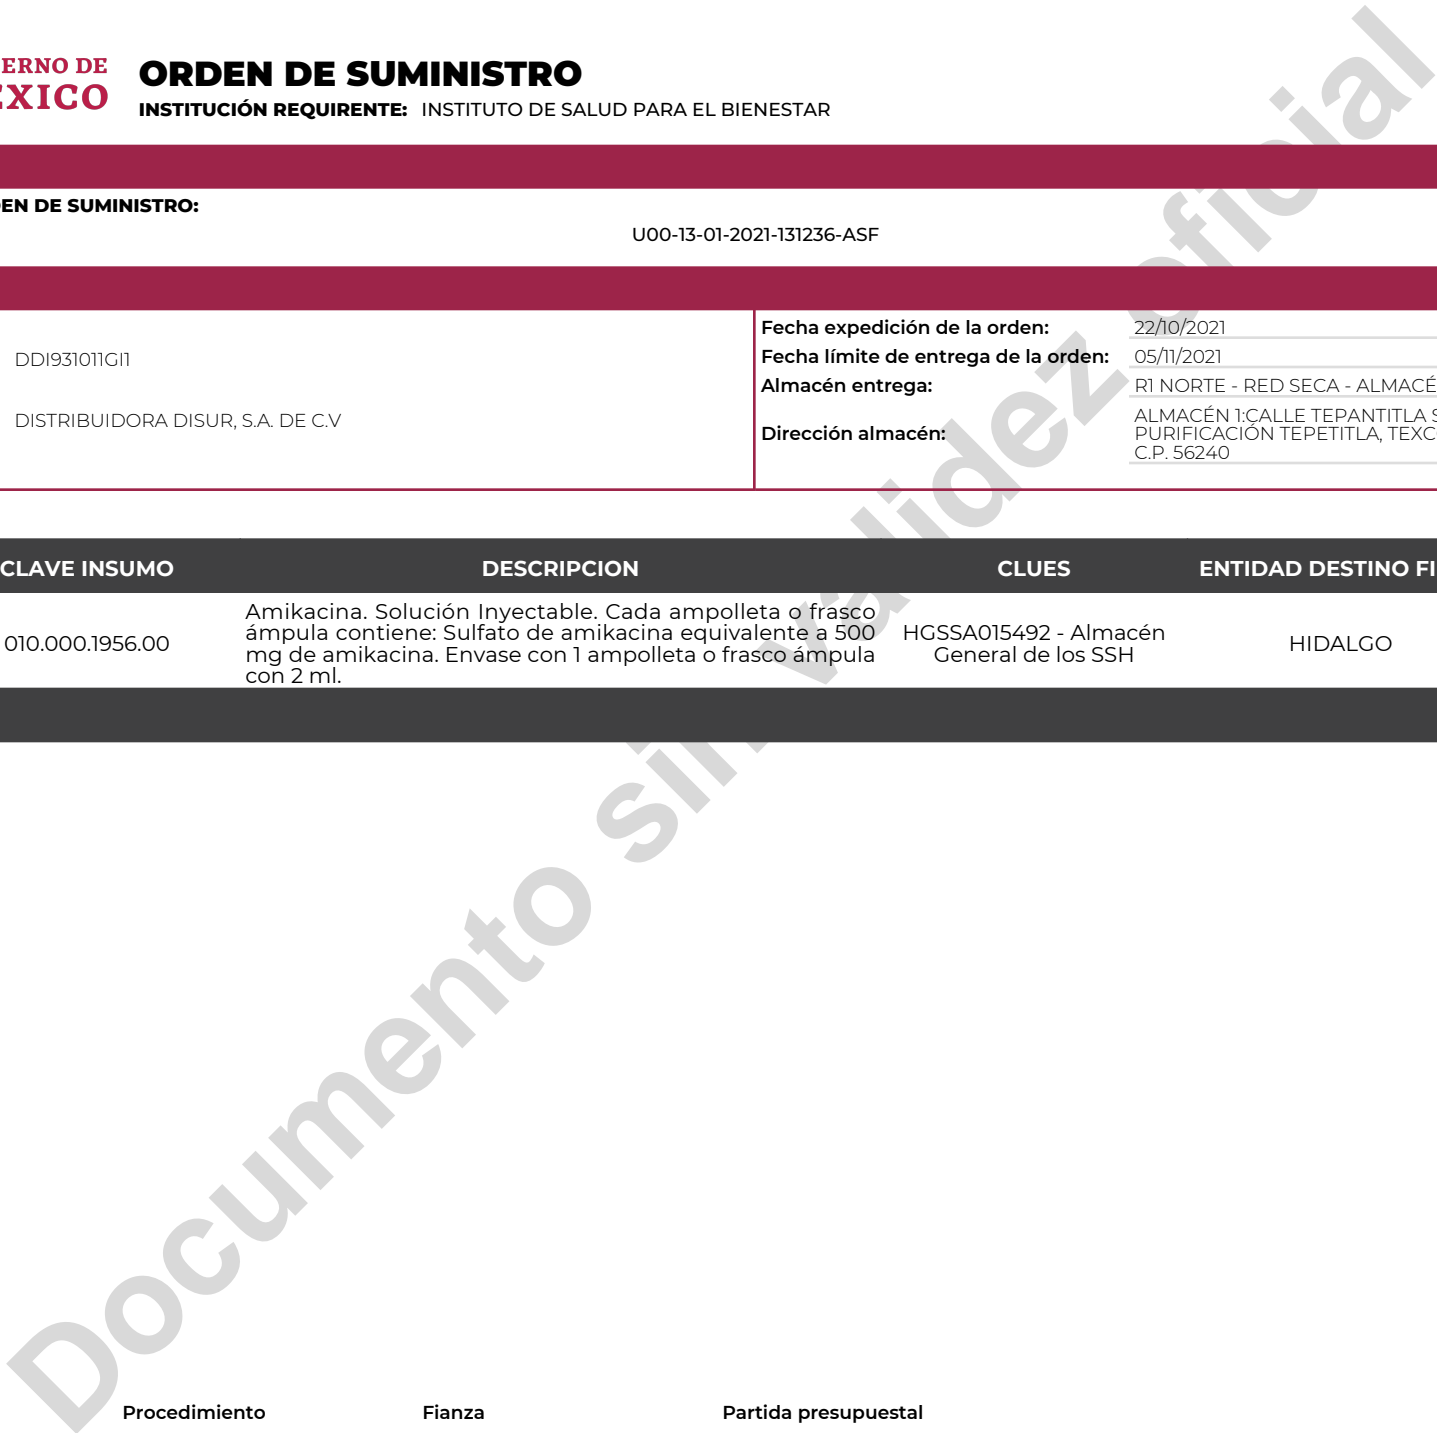 ERNO DE
EXICO
ORDEN DE SUMINISTRO
INSTITUCIÓN REQUIRENTE: INSTITUTO DE SALUD PARA EL BIENESTAR
EN DE SUMINISTRO:
U00-13-01-2021-131236-ASF
DDI931011GI1
DISTRIBUIDORA DISUR, S.A. DE C.V
Fecha expedición de la orden: 22/10/2021
Fecha límite de entrega de la orden: 05/11/2021
Almacén entrega: R1 NORTE - RED SECA - ALMACÉ
Dirección almacén:
ALMACÉN 1:CALLE TEPANTITLA S
PURIFICACIÓN TEPETITLA, TEXC
C.P. 56240
CLAVE INSUMO DESCRIPCION CLUES ENTIDAD DESTINO FI
010.000.1956.00
Amikacina. Solución Inyectable. Cada ampolleta o frasco
ámpula contiene: Sulfato de amikacina equivalente a 500
mg de amikacina. Envase con 1 ampolleta o frasco ámpula
con 2 ml.
HGSSA015492 - Almacén
General de los SSH
HIDALGO
Documento sin validez oficial
Procedimiento Fianza Partida presupuestal